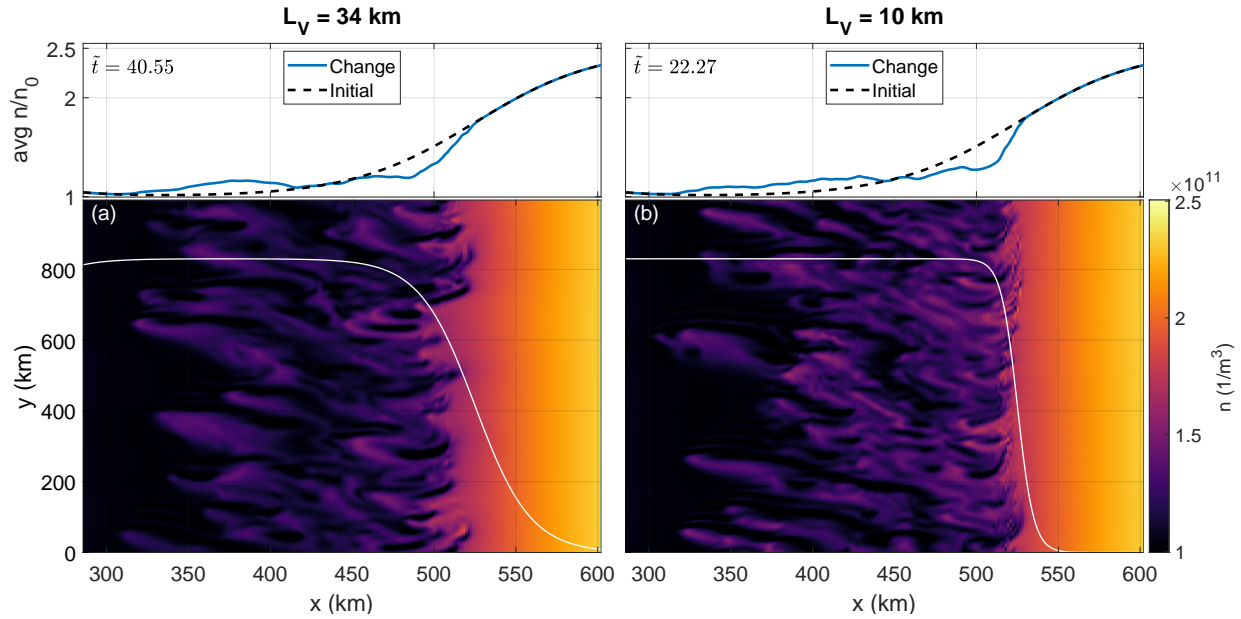 L_V = 34 km
L_V = 10 km
avg n/n_0
2.5
2
1
t̃ = 40.55
Change
Initial
t̃ = 22.27
Change
Initial
(a)
(b)
y (km)
800
600
400
200
0
300 350 400 450 500 550 600
x (km)
300 350 400 450 500 550 600
x (km)
×10^11
2.5
2
1.5
1
n (1/m^3)